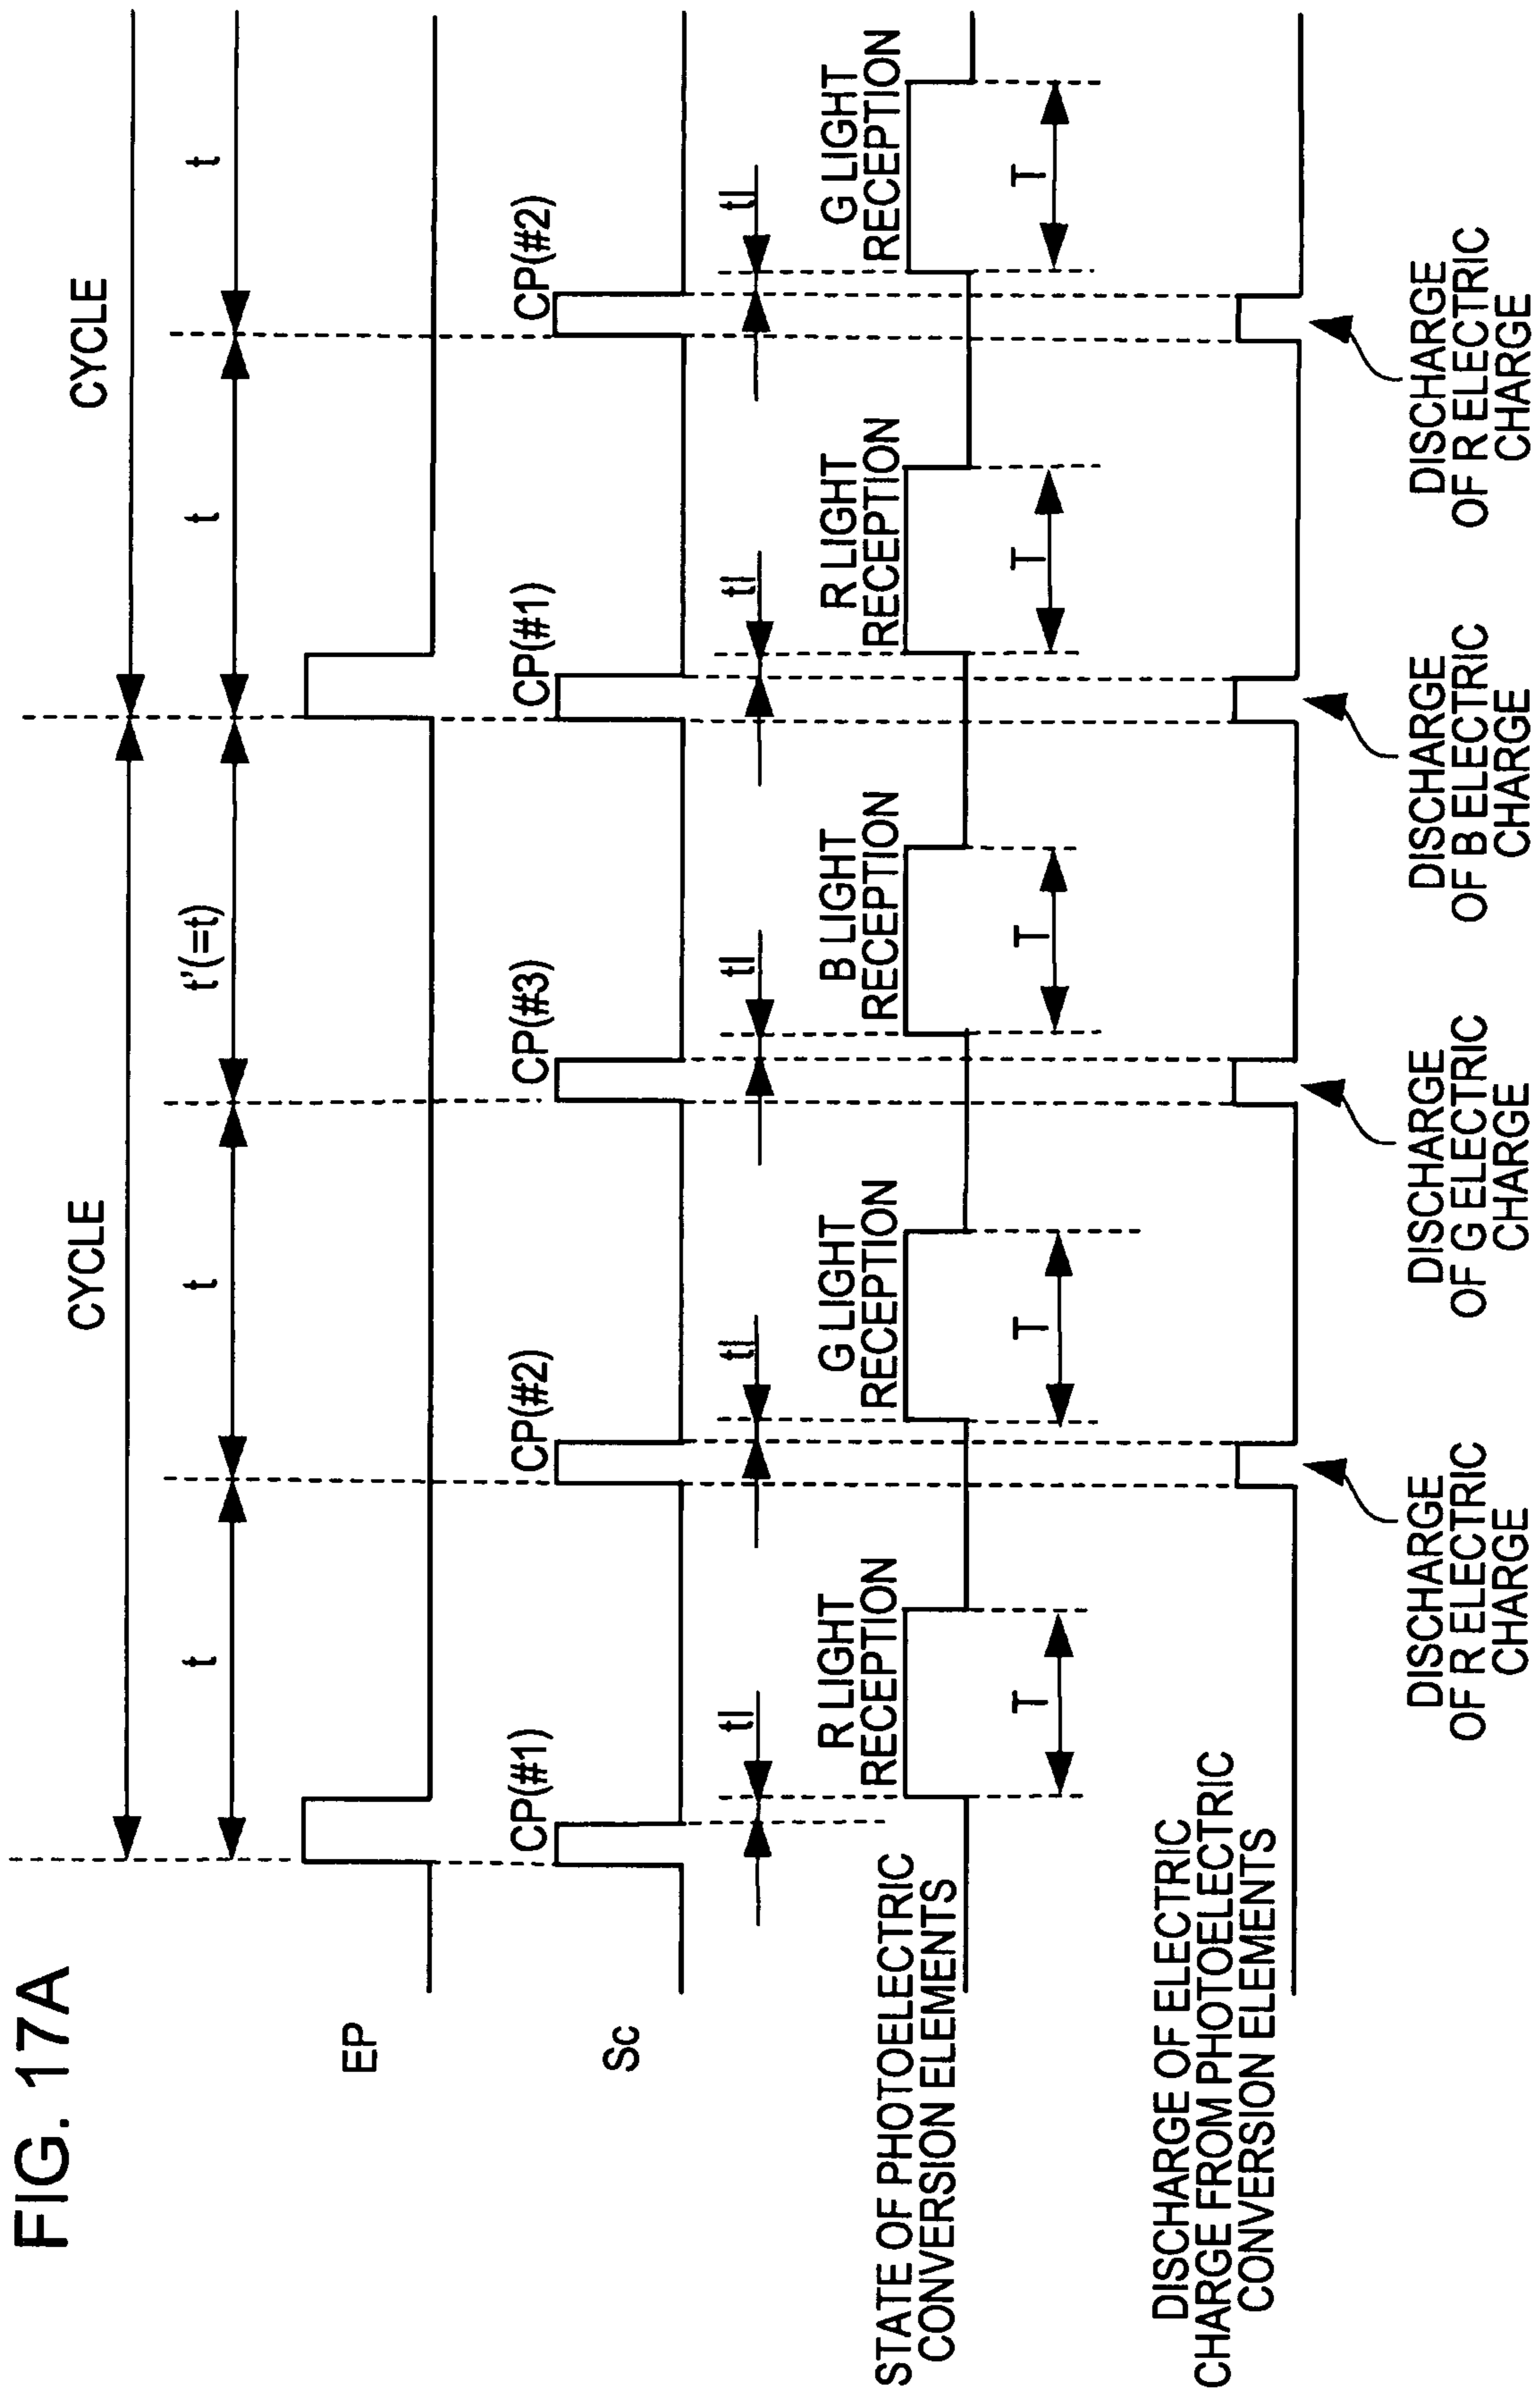 FIG. 17A
CYCLE
CYCLE
t
t
t'(=t)
t
t
EP
Sc
CP(#1)
CP(#2)
CP(#3)
CP(#1)
CP(#2)
tl
tl
tl
tl
tl
STATE OF PHOTOELECTRIC
CONVERSION ELEMENTS
R LIGHT
RECEPTION
G LIGHT
RECEPTION
B LIGHT
RECEPTION
R LIGHT
RECEPTION
G LIGHT
RECEPTION
T
T
T
T
T
DISCHARGE OF ELECTRIC
CHARGE FROM PHOTOELECTRIC
CONVERSION ELEMENTS
DISCHARGE
OF R ELECTRIC
CHARGE
DISCHARGE
OF G ELECTRIC
CHARGE
DISCHARGE
OF B ELECTRIC
CHARGE
DISCHARGE
OF R ELECTRIC
CHARGE